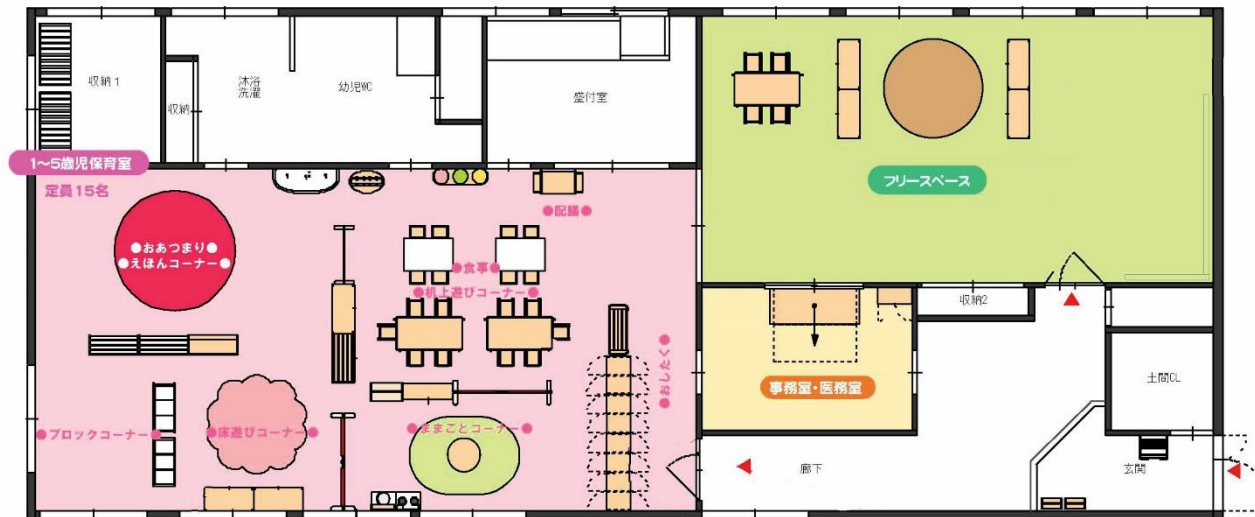 収納1
沐浴
洗濯
幼児WC
収納
盛付室
1～5歳児保育室
定員15名
フリースペース
●配膳●
●おあつまり●
●えほんコーナー●
●食事●
●机上遊びコーナー●
収納2
●おしたく●
事務室・医務室
土間CL
●ブロックコーナー●
●床遊びコーナー●
●ままごとコーナー●
廊下
玄関